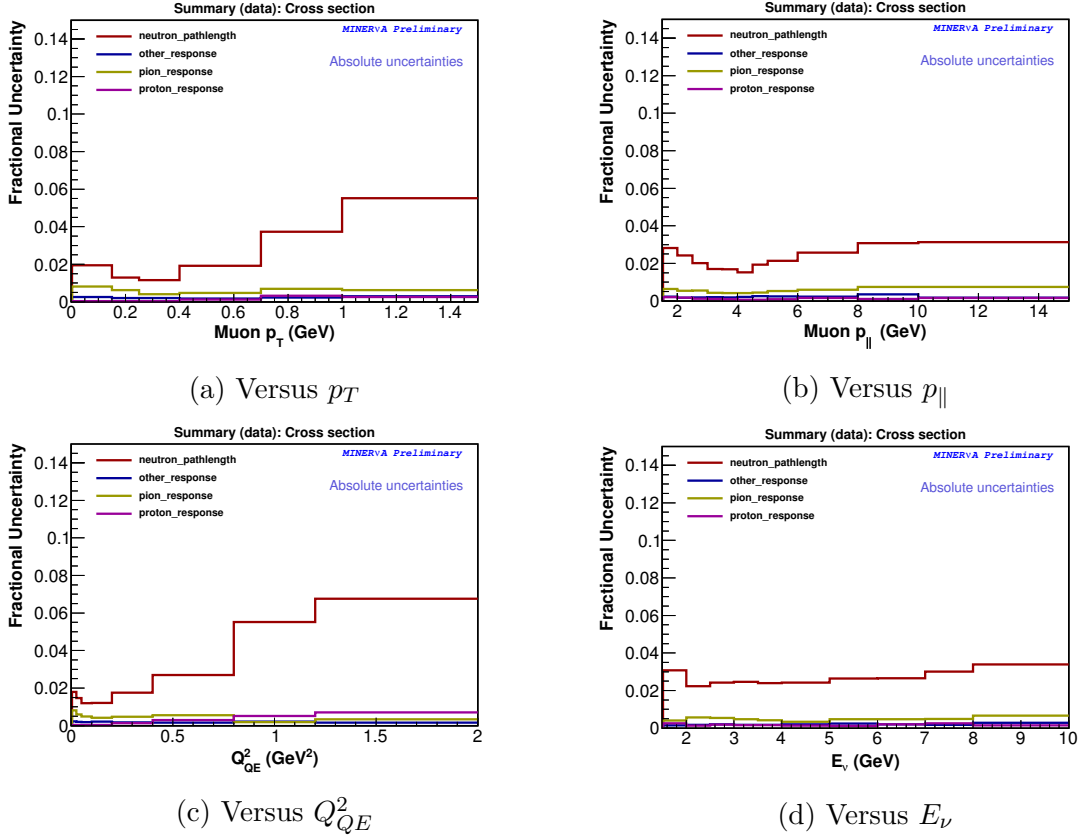 Summary (data): Cross section
MINERνA Preliminary
Absolute uncertainties
neutron_pathlength
other_response
pion_response
proton_response
Fractional Uncertainty
0.14
0.12
0.1
0.08
0.06
0.04
0.02
0
0 0.2 0.4 0.6 0.8 1 1.2 1.4
Muon p_T (GeV)
(a) Versus p_T
Summary (data): Cross section
MINERνA Preliminary
Absolute uncertainties
neutron_pathlength
other_response
pion_response
proton_response
Fractional Uncertainty
0.14
0.12
0.1
0.08
0.06
0.04
0.02
0
2 4 6 8 10 12 14
Muon p_∥ (GeV)
(b) Versus p_∥
Summary (data): Cross section
MINERνA Preliminary
Absolute uncertainties
neutron_pathlength
other_response
pion_response
proton_response
Fractional Uncertainty
0.14
0.12
0.1
0.08
0.06
0.04
0.02
0
0 0.5 1 1.5 2
Q²_QE (GeV²)
(c) Versus Q²_QE
Summary (data): Cross section
MINERνA Preliminary
Absolute uncertainties
neutron_pathlength
other_response
pion_response
proton_response
Fractional Uncertainty
0.14
0.12
0.1
0.08
0.06
0.04
0.02
0
2 3 4 5 6 7 8 9 10
E_ν (GeV)
(d) Versus E_ν